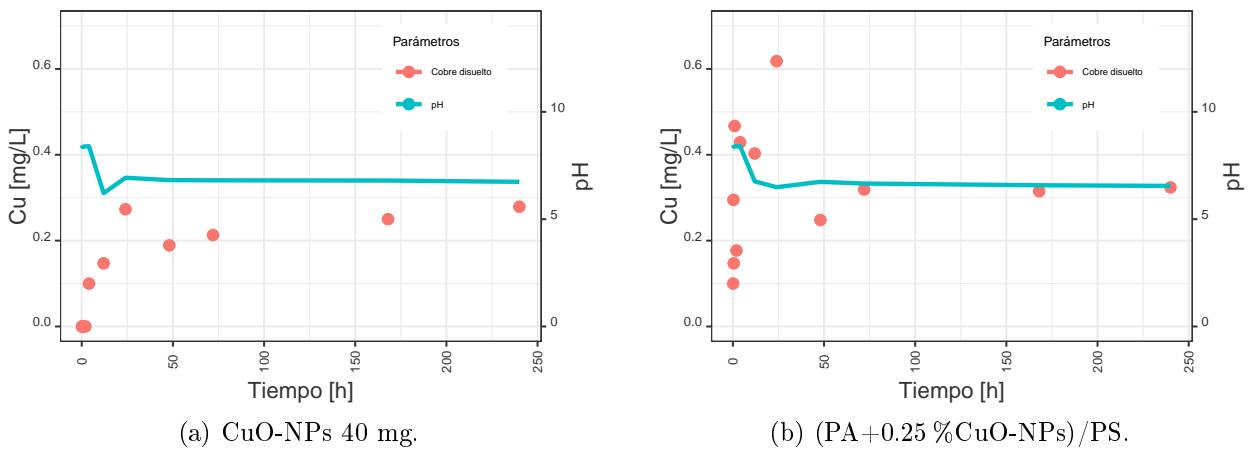 Parámetros
Cobre disuelto
pH
0.6
0.4
0.2
0.0
10
5
0
Cu [mg/L]
pH
0
50
100
150
200
250
Tiempo [h]
(a) CuO-NPs 40 mg.
Parámetros
Cobre disuelto
pH
0.6
0.4
0.2
0.0
10
5
0
Cu [mg/L]
pH
0
50
100
150
200
250
Tiempo [h]
(b) (PA+0.25 %CuO-NPs)/PS.